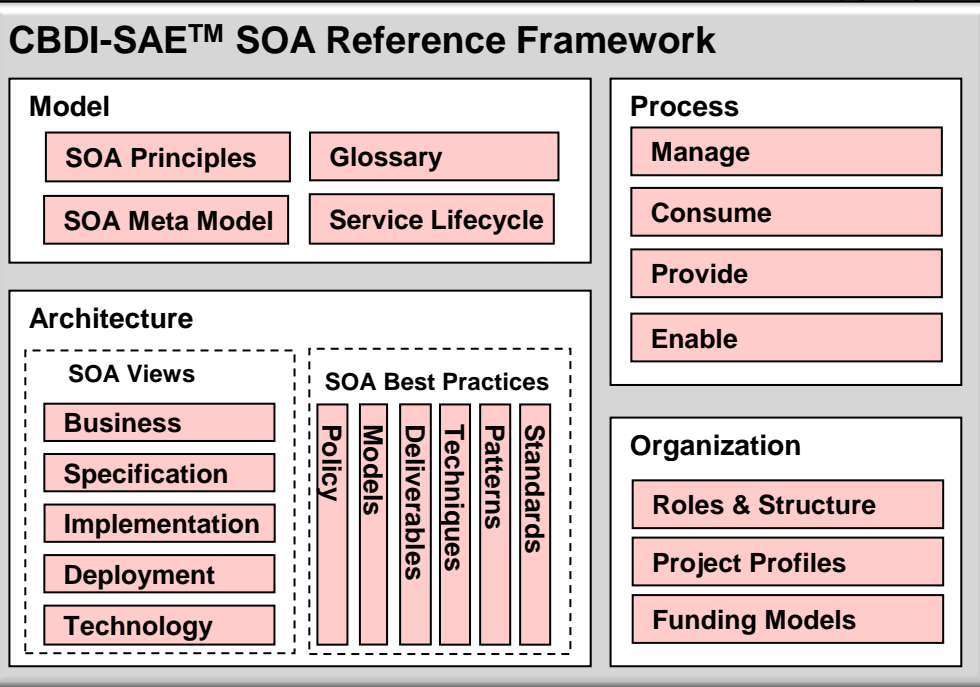 CBDI-SAE™ SOA Reference Framework
Model
SOA Principles
Glossary
SOA Meta Model
Service Lifecycle
Process
Manage
Consume
Provide
Enable
Architecture
SOA Views
Business
Specification
Implementation
Deployment
Technology
SOA Best Practices
Policy
Models
Deliverables
Techniques
Patterns
Standards
Organization
Roles & Structure
Project Profiles
Funding Models